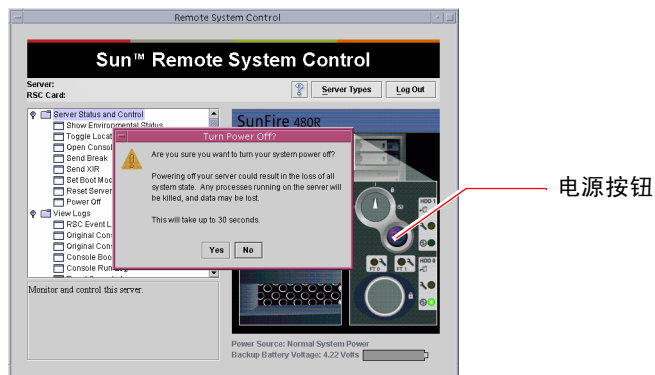 Remote System Control
Sun™ Remote System Control
Server:
RSC Card:
Server Types
Log Out
Server Status and Control
Show Environmental Status
Toggle Locat
Open Consol
Send Break
Send XIR
Set Boot Mod
Reset Server
Power Off
View Logs
RSC Event L
Original Cons
Original Cons
Console Boo
Console Run Log
SunFire 480R
Turn Power Off?
Are you sure you want to turn your system power off?
Powering off your server could result in the loss of all
system state. Any processes running on the server will
be killed, and data may be lost.
This will take up to 30 seconds.
Yes
No
HDD 1
HDD 0
FT 0
FT 1
电源按钮
Monitor and control this server.
Power Source: Normal System Power
Backup Battery Voltage: 4.22 Volts